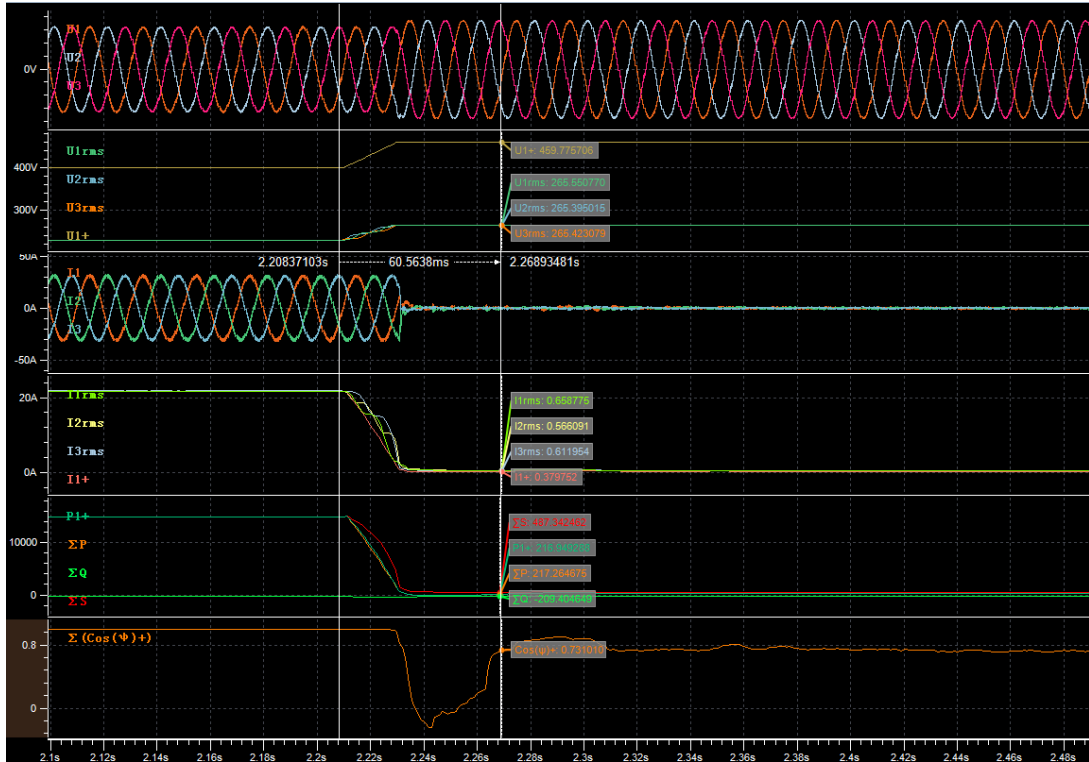 U1
U2
0V
U3
U1rms
400V
U2rms
300V
U3rms
U1+
U1+: 459.775706
U1rms: 265.550770
U2rms: 265.395015
U3rms: 265.423079
2.20837103s
60.5638ms
2.26893481s
50A
I1
I2
0A
I3
-50A
20A
I1rms
I2rms
I3rms
0A
I1+
I1rms: 0.658775
I2rms: 0.566091
I3rms: 0.611954
I1+: 0.379752
P1+
10000
ΣP
ΣQ
0
ΣS
ΣS: 487.342462
ΣP: 217.264675
ΣQ: -209.404649
Σ(Cos(ψ)+)
0.8
0
Cos(ψ)+: 0.731010
2.1s 2.12s 2.14s 2.16s 2.18s 2.2s 2.22s 2.24s 2.26s 2.28s 2.3s 2.32s 2.34s 2.36s 2.38s 2.4s 2.42s 2.44s 2.46s 2.48s